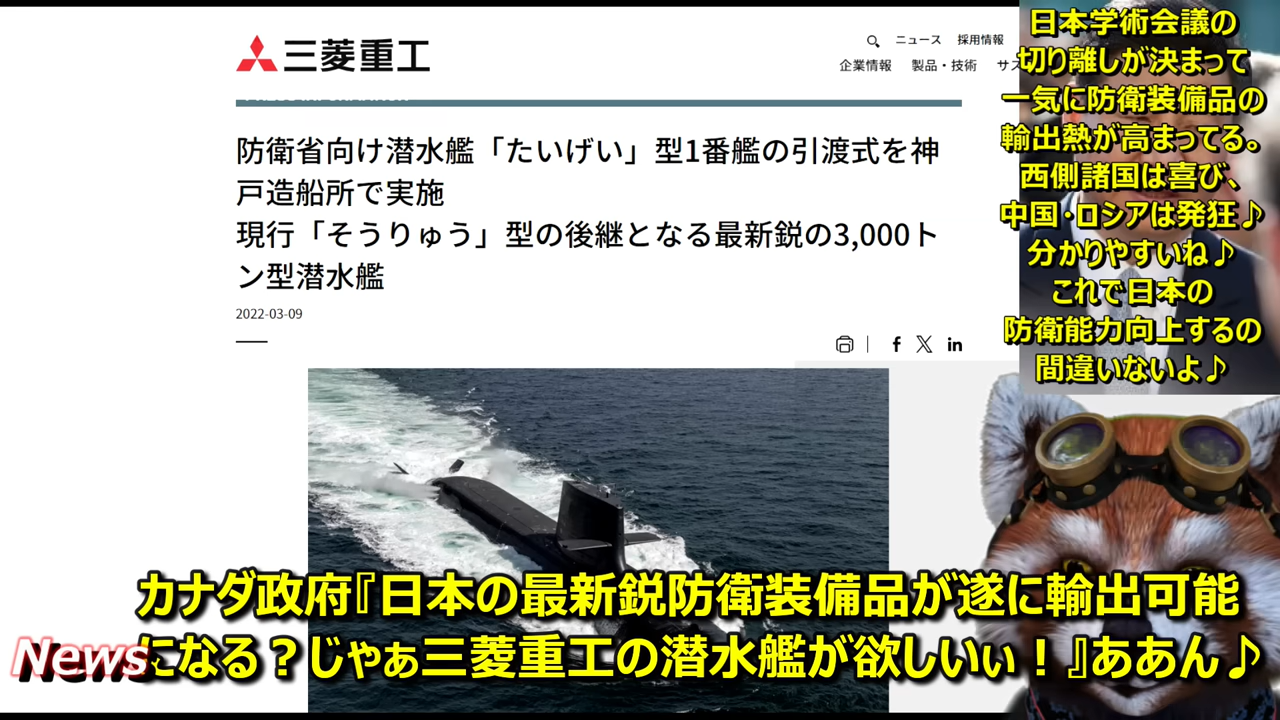 三菱重工
ニュース 採用情報
企業情報 製品・技術 サス
防衛省向け潜水艦「たいげい」型1番艦の引渡式を神
戸造船所で実施
現行「そうりゅう」型の後継となる最新鋭の3,000ト
ン型潜水艦
2022-03-09
日本学術会議の
切り離しが決まって
一気に防衛装備品の
輸出熱が高まってる。
西側諸国は喜び、
中国・ロシアは発狂♪
分かりやすいね♪
これで日本の
防衛能力向上するの
間違いないよ♪
カナダ政府『日本の最新鋭防衛装備品が遂に輸出可能
になる？じゃぁ三菱重工の潜水艦が欲しいぃ！』ああん♪
News